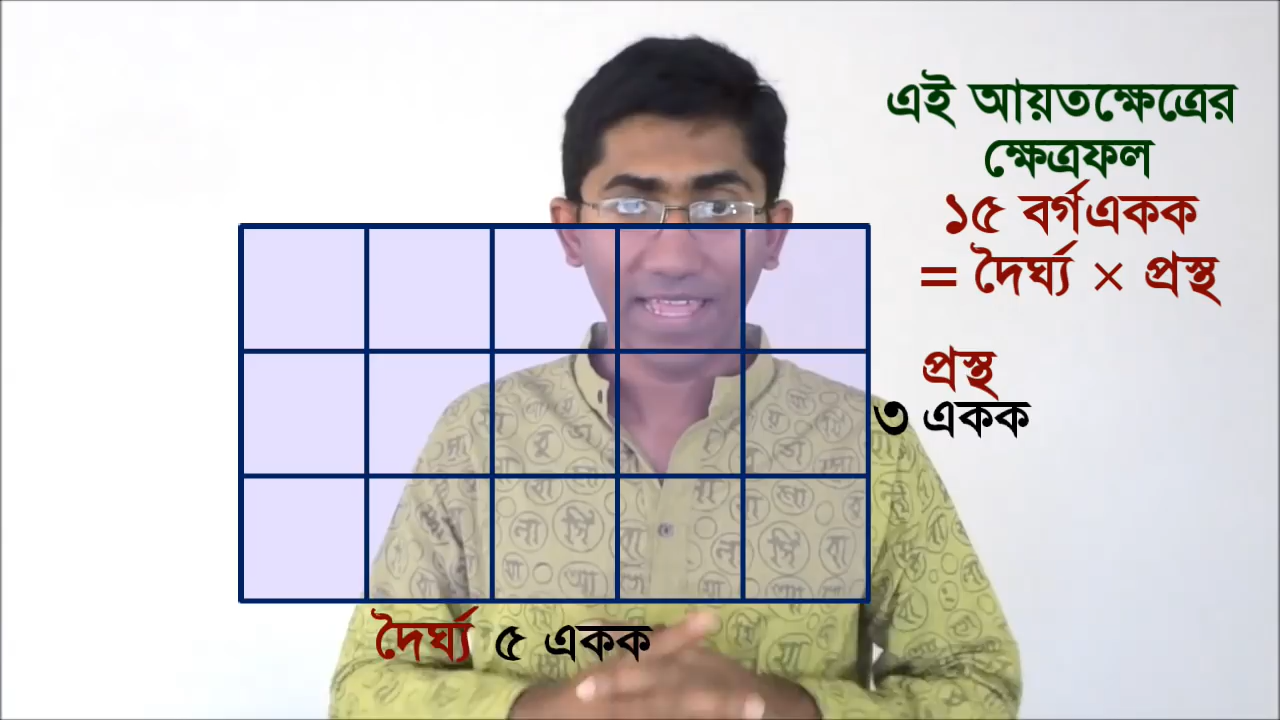 এই আয়তক্ষেত্রের
ক্ষেত্রফল
১৫ বর্গএকক
= দৈর্ঘ্য × প্রস্থ
প্রস্থ
৩ একক
দৈর্ঘ্য ৫ একক